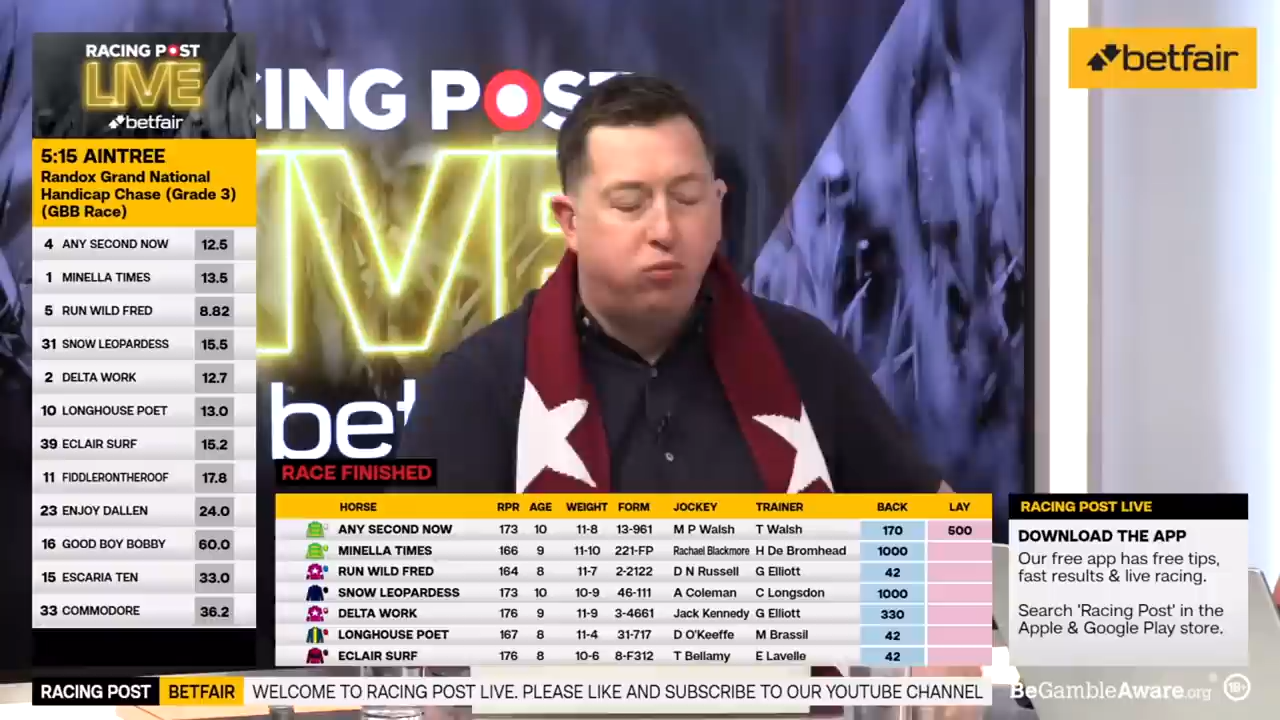 RACING POST
LIVE
betfair
5:15 AINTREE
Randox Grand National
Handicap Chase (Grade 3)
(GBB Race)
4 ANY SECOND NOW 12.5
1 MINELLA TIMES 13.5
5 RUN WILD FRED 8.82
31 SNOW LEOPARDESS 15.5
2 DELTA WORK 12.7
10 LONGHOUSE POET 13.0
39 ECLAIR SURF 15.2
11 FIDDLERONTHEROOF 17.8
23 ENJOY DALLEN 24.0
16 GOOD BOY BOBBY 60.0
15 ESCARIA TEN 33.0
33 COMMODORE 36.2
CING POS
bet
betfair
RACE FINISHED
HORSE RPR AGE WEIGHT FORM JOCKEY TRAINER BACK LAY
ANY SECOND NOW 173 10 11-8 13-961 M P Walsh T Walsh 170 500
MINELLA TIMES 166 9 11-10 221-FP Rachael Blackmore H De Bromhead 1000
RUN WILD FRED 164 8 11-7 2-2122 D N Russell G Elliott 42
SNOW LEOPARDESS 173 10 10-9 46-111 A Coleman C Longsdon 1000
DELTA WORK 176 9 11-9 3-4661 Jack Kennedy G Elliott 330
LONGHOUSE POET 167 8 11-4 31-717 D O'Keeffe M Brassil 42
ECLAIR SURF 176 8 10-6 8-F312 T Bellamy E Lavelle 42
RACING POST LIVE
DOWNLOAD THE APP
Our free app has free tips,
fast results & live racing.
Search 'Racing Post' in the
Apple & Google Play store.
RACING POST BETFAIR WELCOME TO RACING POST LIVE. PLEASE LIKE AND SUBSCRIBE TO OUR YOUTUBE CHANNEL
BeGambleAware.org 18+